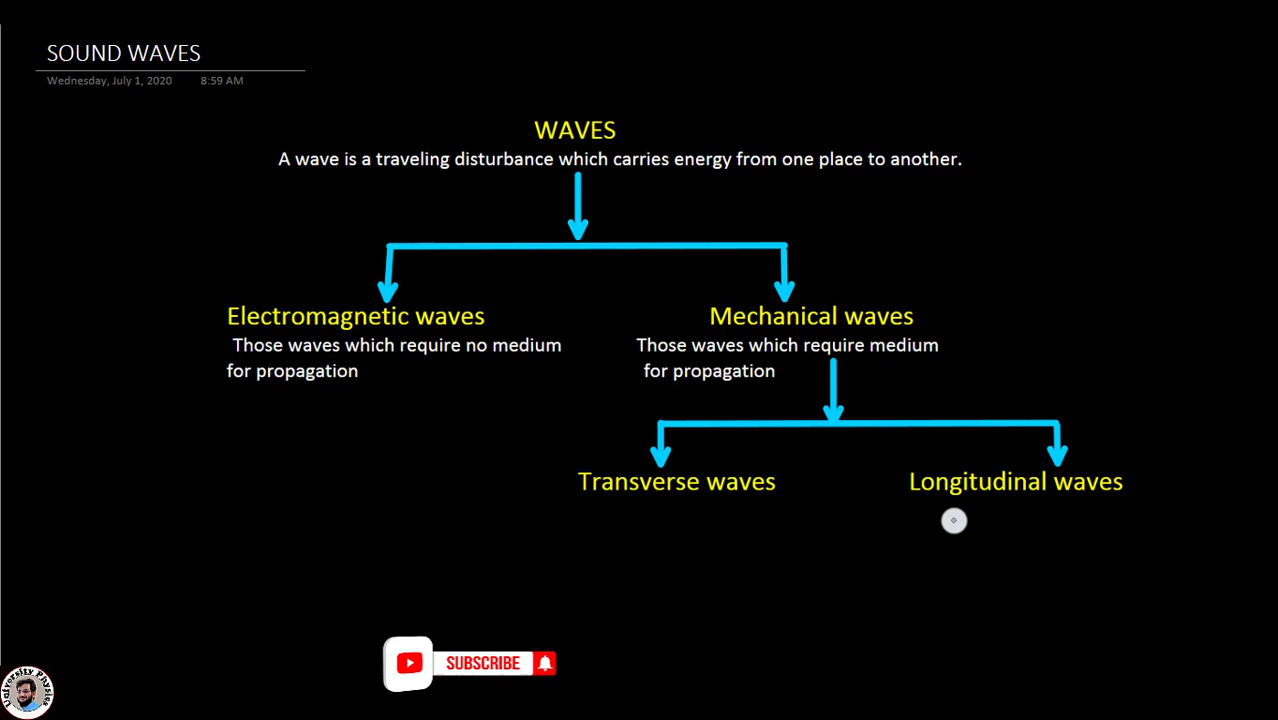 SOUND WAVES
Wednesday, July 1, 2020 8:59 AM
WAVES
A wave is a traveling disturbance which carries energy from one place to another.
Electromagnetic waves
Those waves which require no medium
for propagation
Mechanical waves
Those waves which require medium
for propagation
Transverse waves
Longitudinal waves
SUBSCRIBE
University Physics